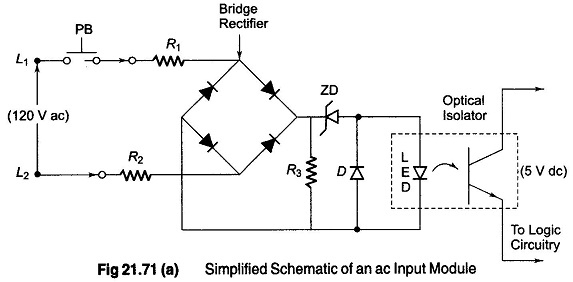 Bridge
Rectifier
PB
R1
L1
(120 V ac)
L2
R2
ZD
R3
D
LED
Optical
Isolator
(5 V dc)
To Logic
Circuitry
Fig 21.71 (a) Simplified Schematic of an ac Input Module